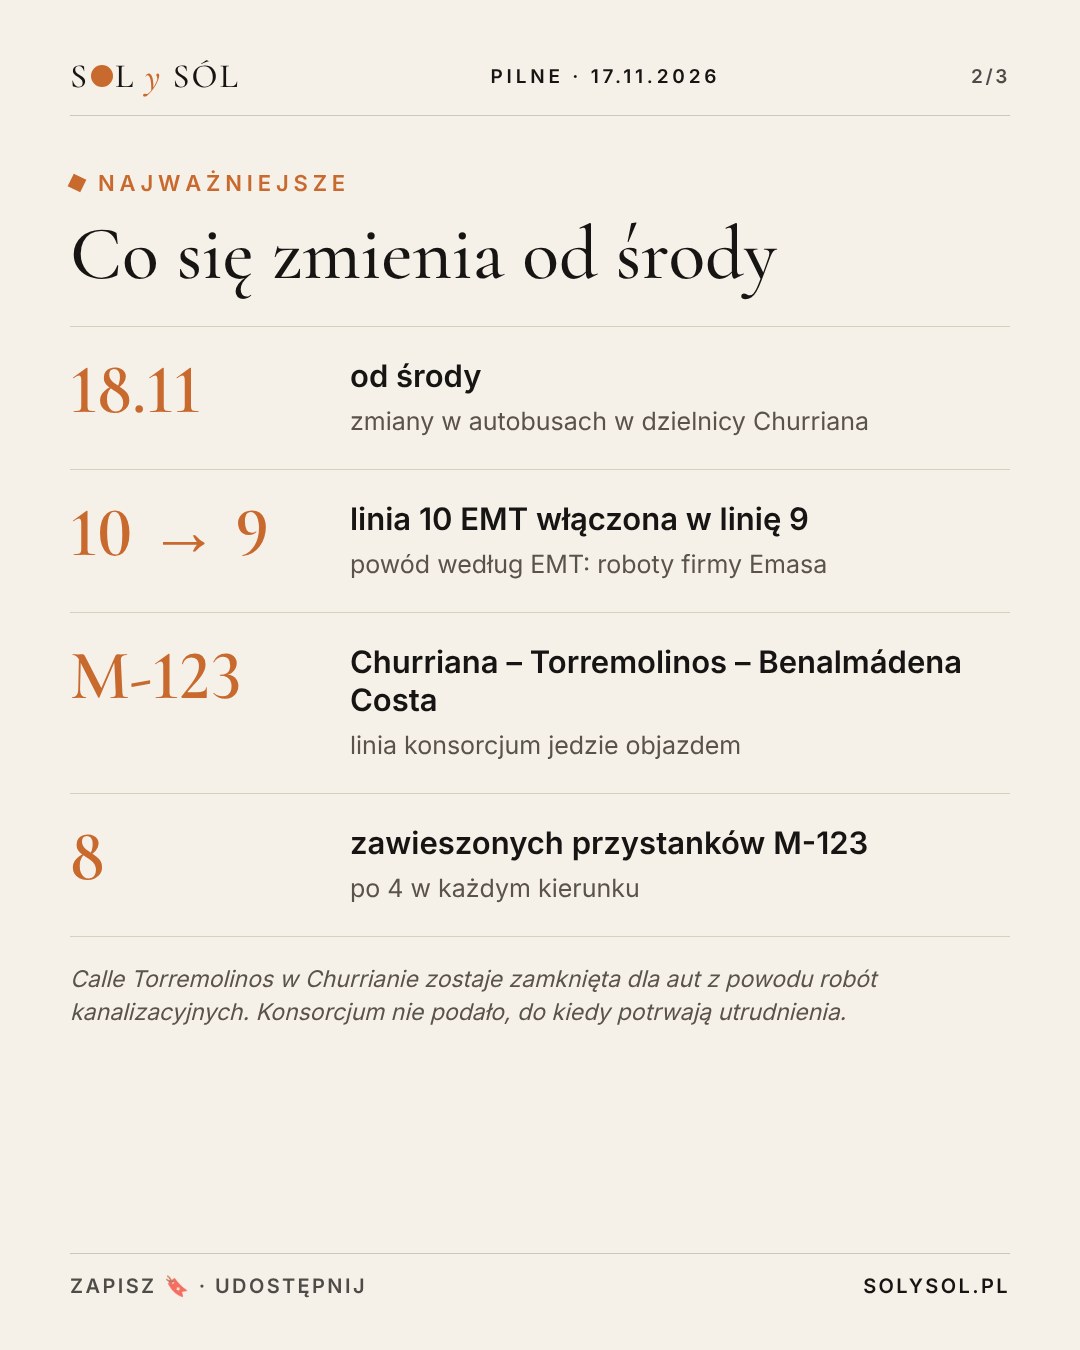 SOL y SÓL
PILNE · 17.11.2026
2/3
NAJWAŻNIEJSZE
Co się zmienia od środy
18.11
od środy
zmiany w autobusach w dzielnicy Churriana
10 → 9
linia 10 EMT włączona w linię 9
powód według EMT: roboty firmy Emasa
M-123
Churriana – Torremolinos – Benalmádena
Costa
linia konsorcjum jedzie objazdem
8
zawieszonych przystanków M-123
po 4 w każdym kierunku
Calle Torremolinos w Churrianie zostaje zamknięta dla aut z powodu robót
kanalizacyjnych. Konsorcjum nie podało, do kiedy potrwają utrudnienia.
ZAPISZ 🔖 · UDOSTĘPNIJ
SOLYSOL.PL